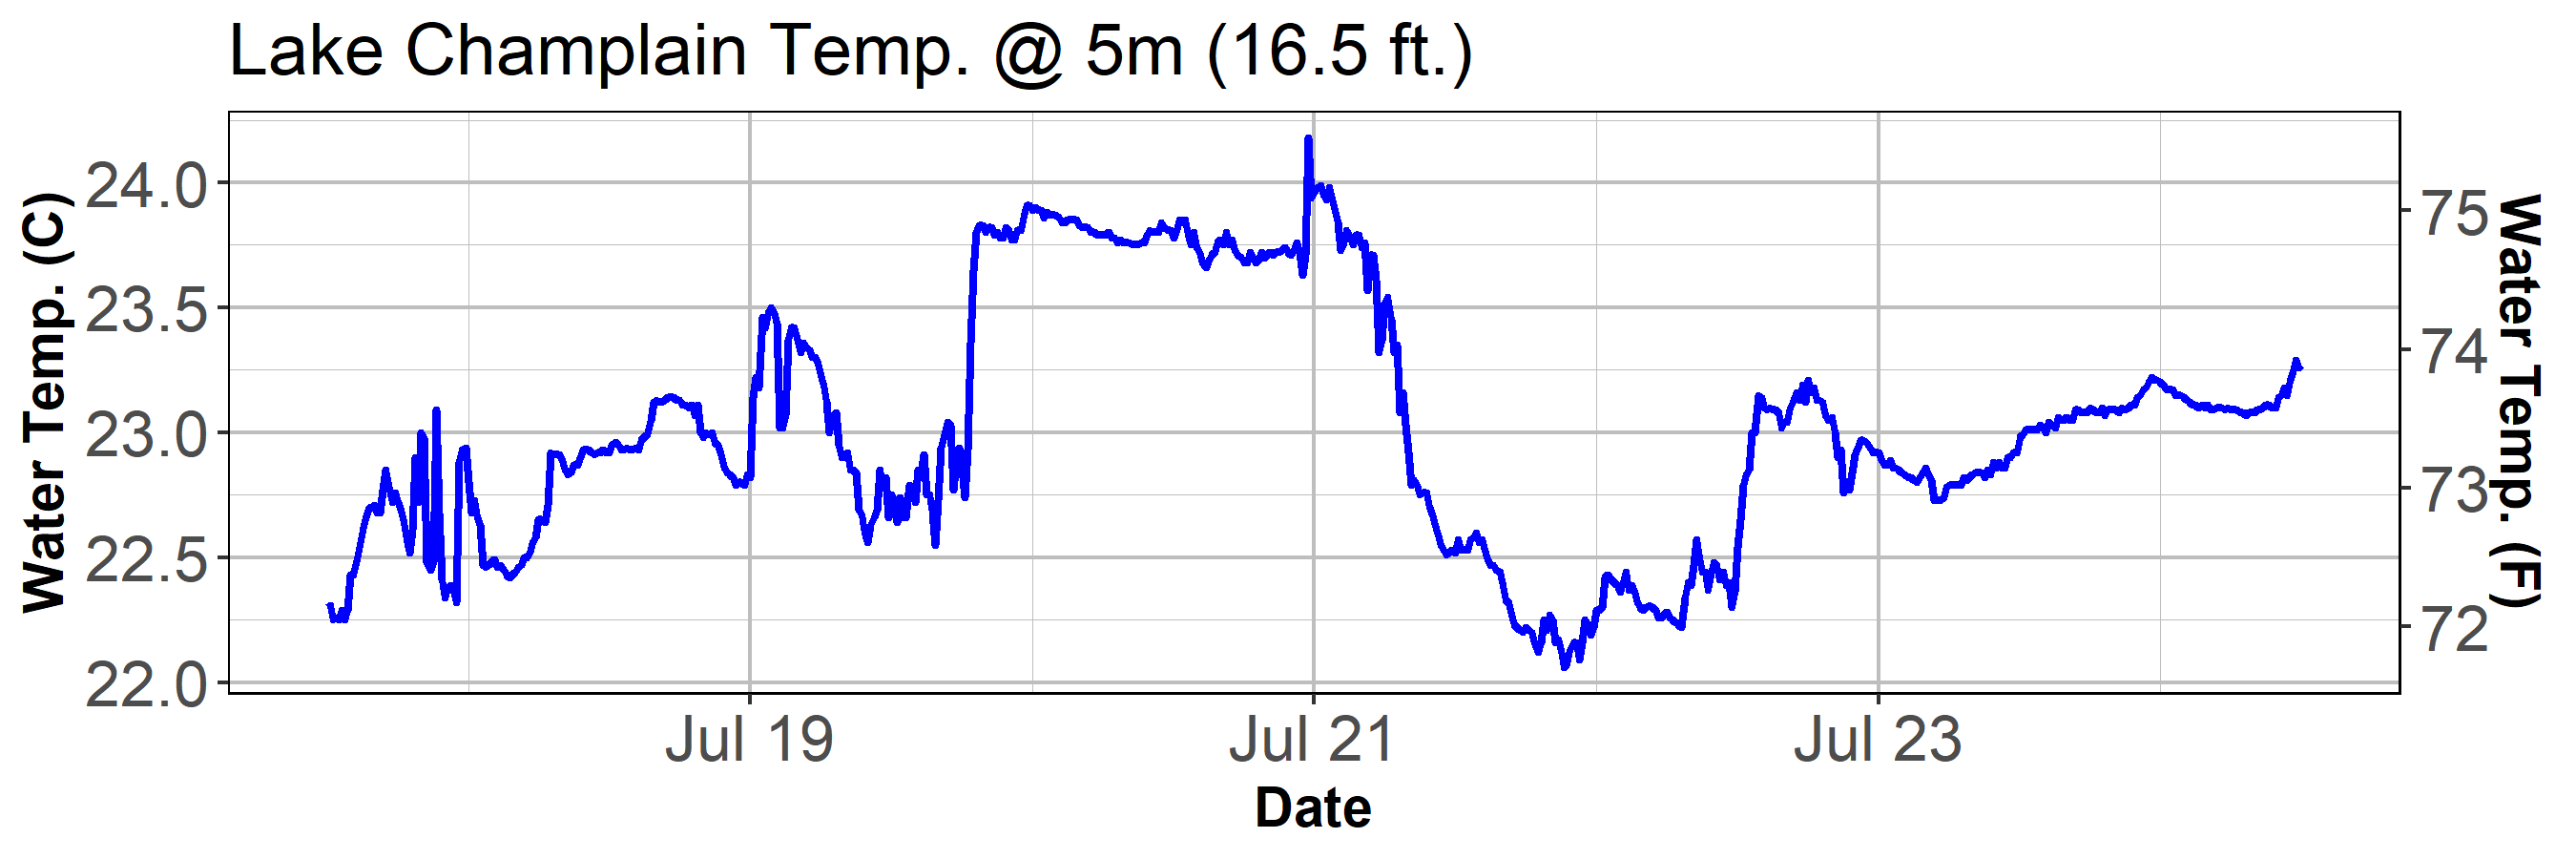 Lake Champlain Temp. @ 5m (16.5 ft.)
Water Temp. (C)
24.0
23.5
23.0
22.5
22.0
75
74
73
72
Water Temp. (F)
Jul 19
Jul 21
Jul 23
Date